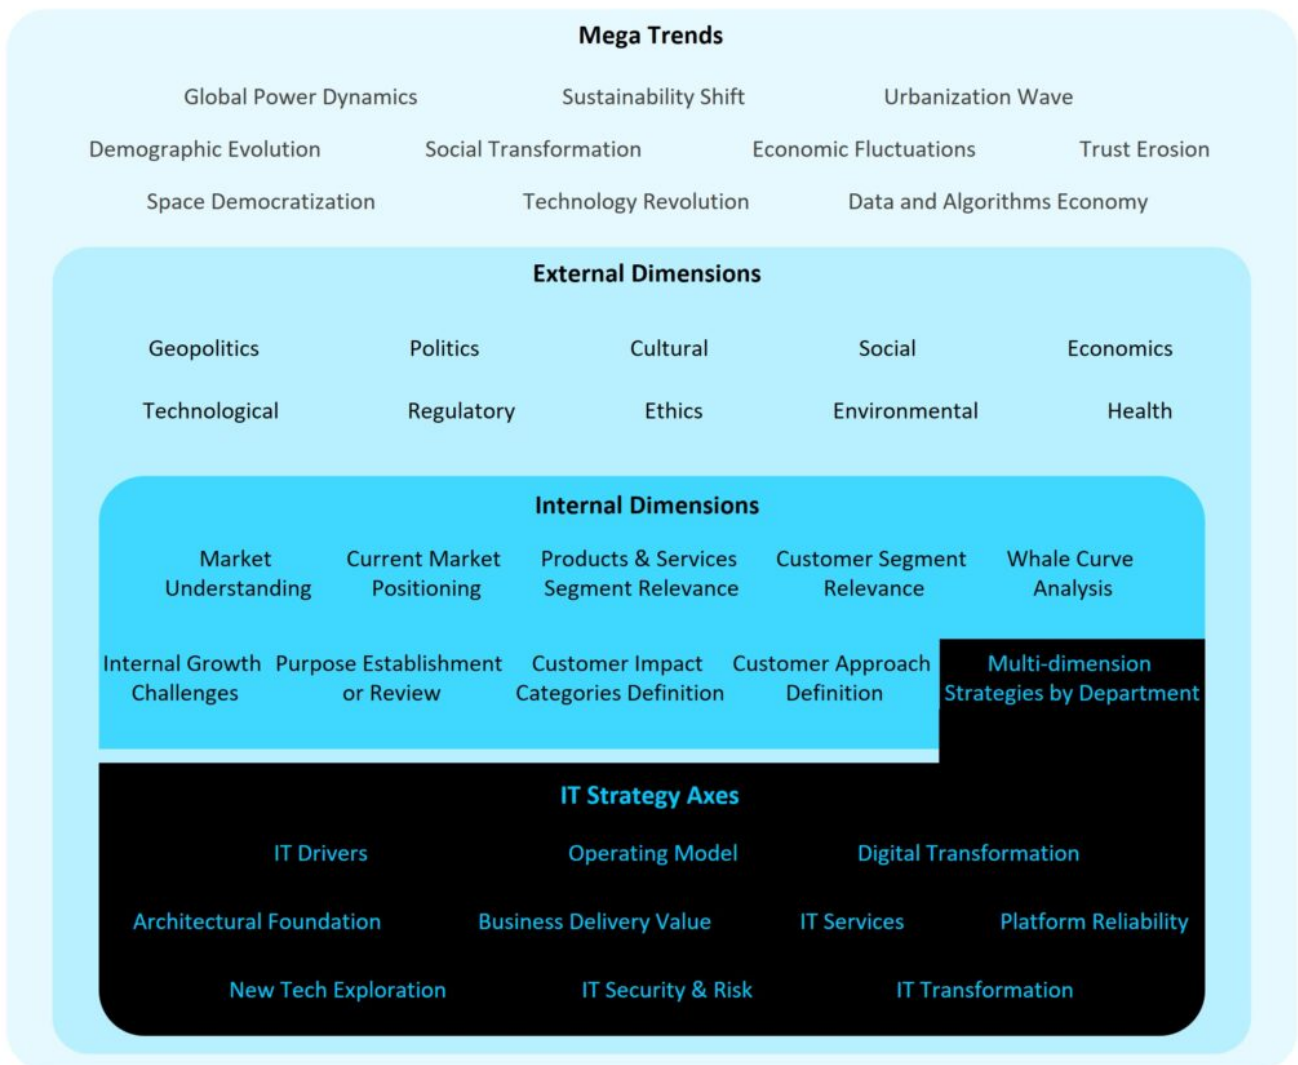 Mega Trends
Global Power Dynamics Sustainability Shift Urbanization Wave
Demographic Evolution Social Transformation Economic Fluctuations Trust Erosion
Space Democratization Technology Revolution Data and Algorithms Economy
External Dimensions
Geopolitics Politics Cultural Social Economics
Technological Regulatory Ethics Environmental Health
Internal Dimensions
Market Understanding
Current Market Positioning
Products & Services Segment Relevance
Customer Segment Relevance
Whale Curve Analysis
Internal Growth Challenges
Purpose Establishment or Review
Customer Impact Categories Definition
Customer Approach Definition
Multi-dimension Strategies by Department
IT Strategy Axes
IT Drivers Operating Model Digital Transformation
Architectural Foundation Business Delivery Value IT Services Platform Reliability
New Tech Exploration IT Security & Risk IT Transformation